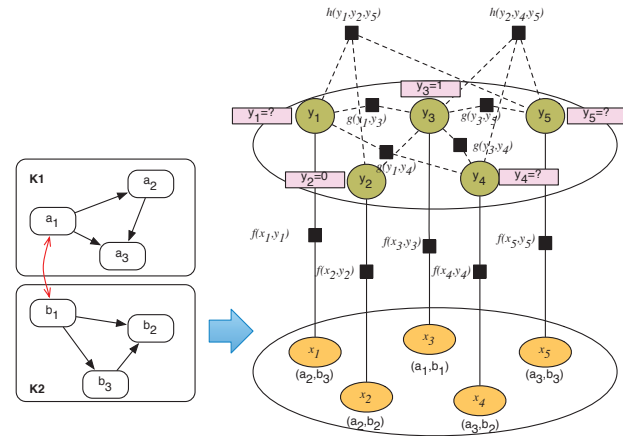 h(y1,y2,y5)
h(y2,y4,y5)
y3=1
y1=?
y1
g(y1,y3)
y3
g(y3,y5)
y5
y5=?
g(y3,y4)
g(y1,y4)
y2=0
y2
y4
y4=?
K1
a2
a1
a3
f(x1,y1)
f(x3,y3)
f(x5,y5)
f(x2,y2)
f(x4,y4)
b1
b2
b3
K2
x1
(a2,b3)
x3
(a1,b1)
x5
(a3,b3)
x2
(a2,b2)
x4
(a3,b2)